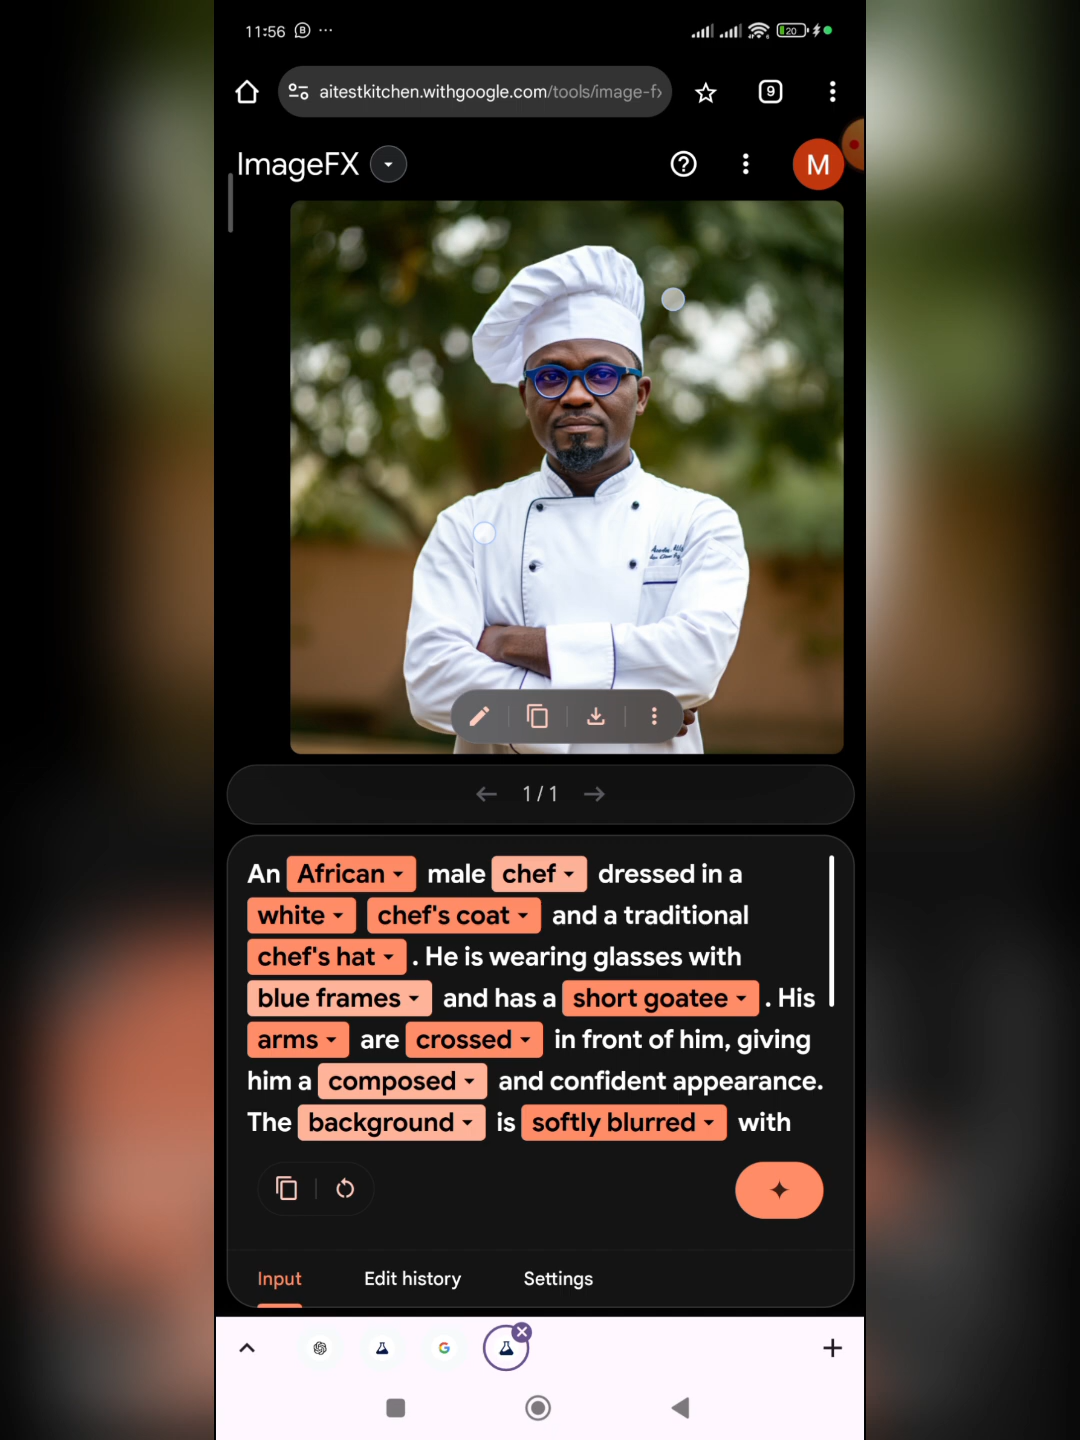 11:56
20
aitestkitchen.withgoogle.com/tools/image-f
9
ImageFX
M
1 / 1
An African male chef dressed in a
white chef's coat and a traditional
chef's hat . He is wearing glasses with
blue frames and has a short goatee . His
arms are crossed in front of him, giving
him a composed and confident appearance.
The background is softly blurred with
Input Edit history Settings